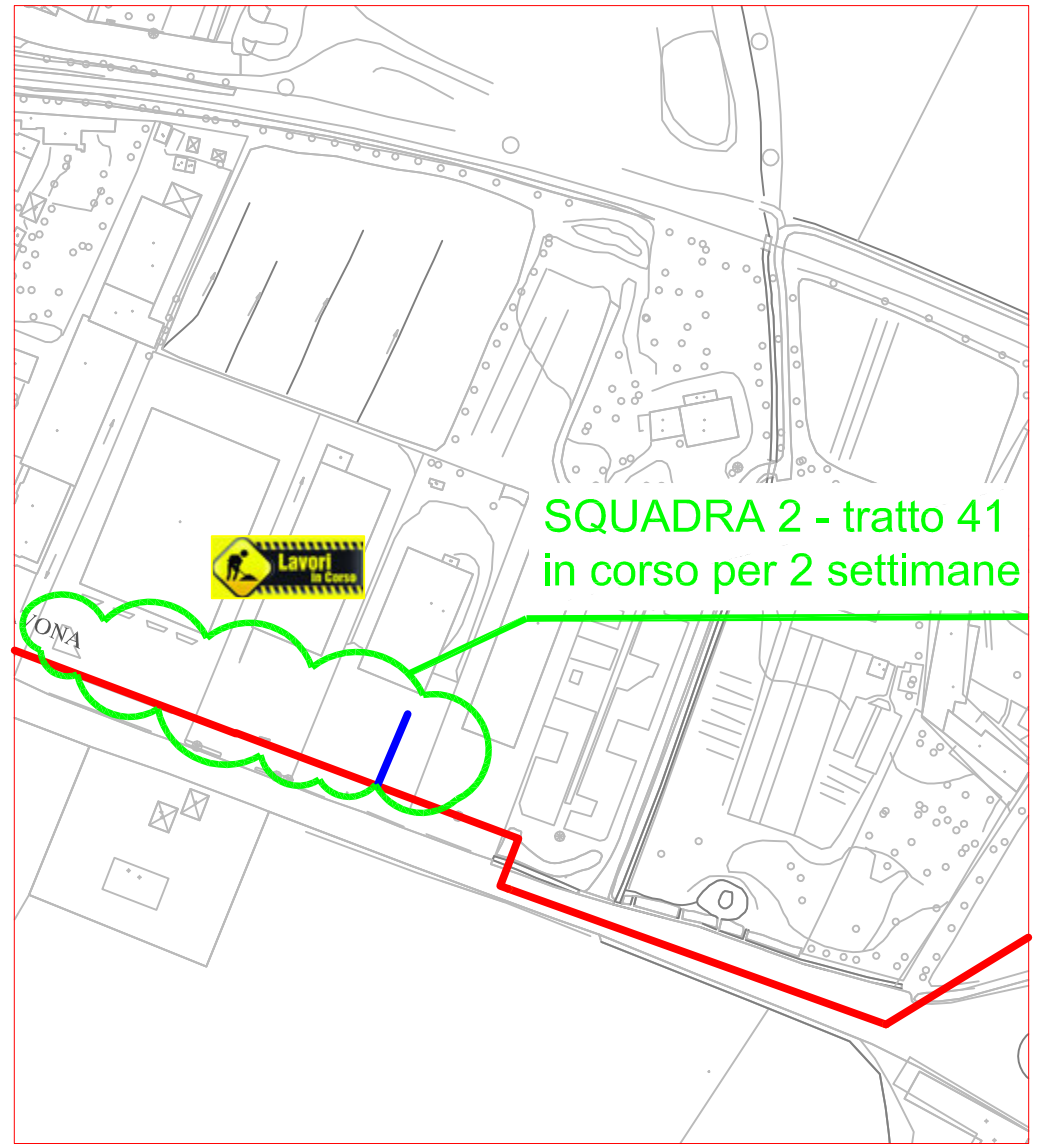 SQUADRA 2 - tratto 41
in corso per 2 settimane
Lavori
in Corso
VONA